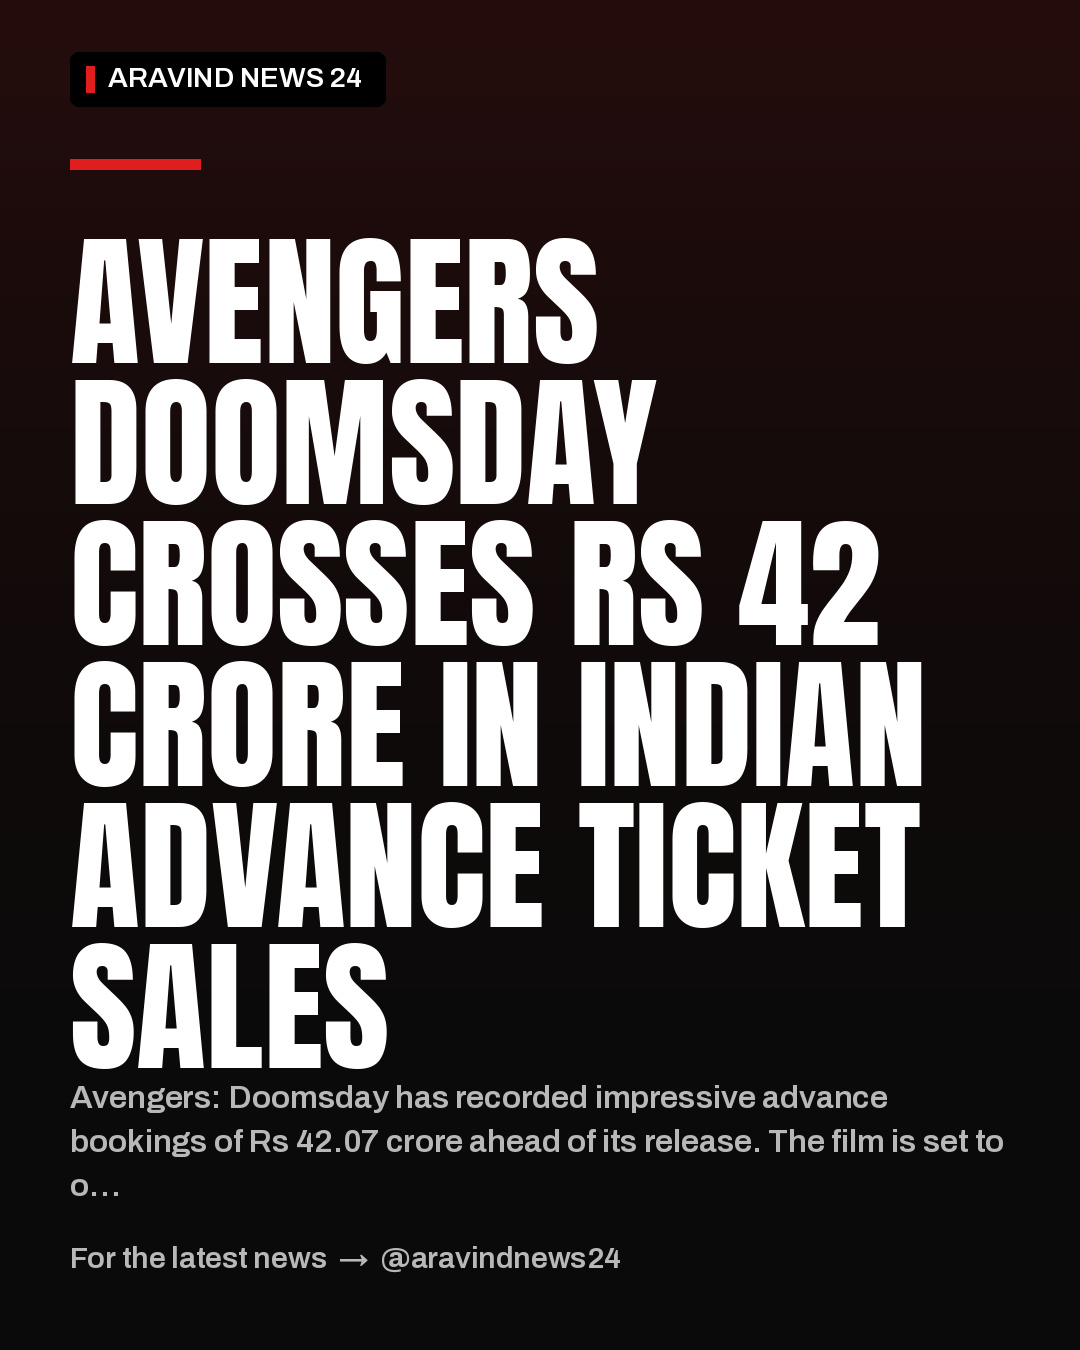 ARAVIND NEWS 24
AVENGERS
DOOMSDAY
CROSSES RS 42
CRORE IN INDIAN
ADVANCE TICKET
SALES
Avengers: Doomsday has recorded impressive advance
bookings of Rs 42.07 crore ahead of its release. The film is set to
o…
For the latest news → @aravindnews24